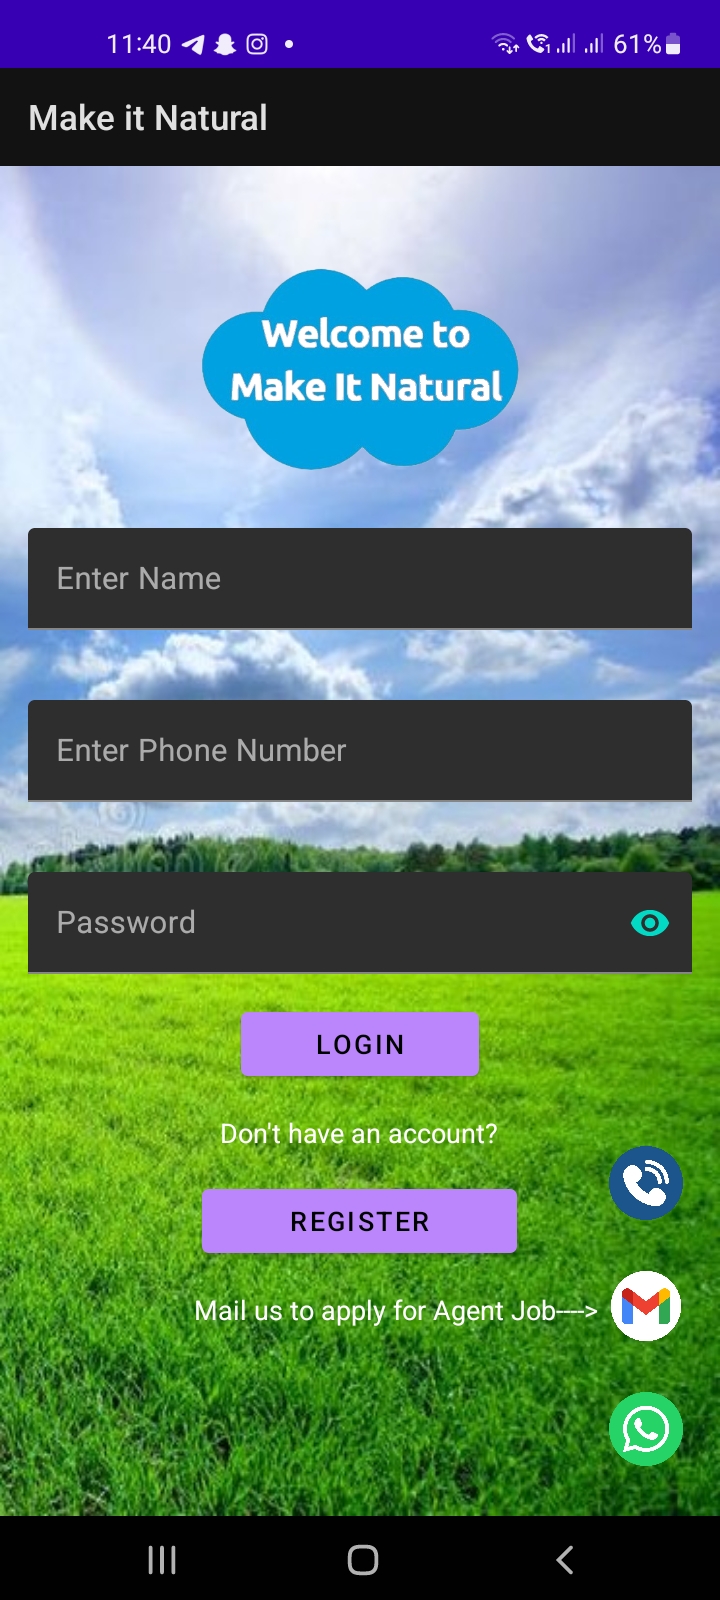 11:40
61%
Make it Natural
Welcome to
Make It Natural
Enter Name
Enter Phone Number
Password
LOGIN
Don't have an account?
REGISTER
Mail us to apply for Agent Job--->